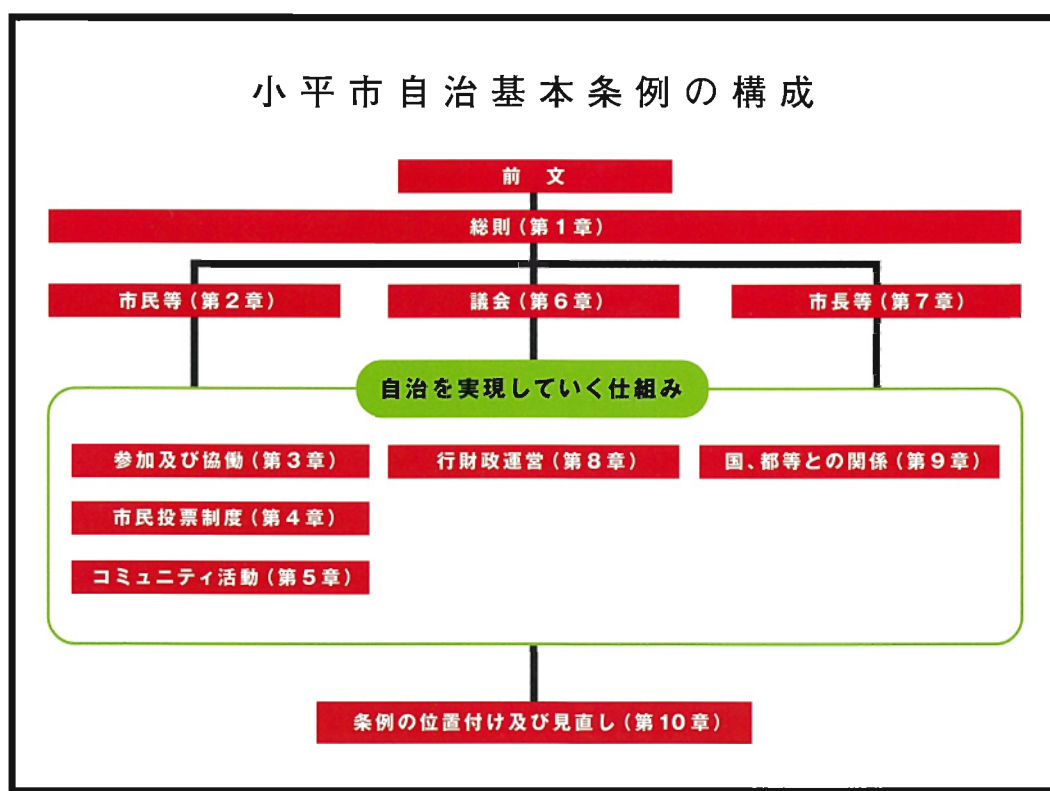 小平市自治基本条例の構成
前 文
総則(第1章)
市民等(第2章)
議会(第6章)
市長等(第7章)
自治を実現していく仕組み
参加及び協働(第3章)
行財政運営(第8章)
国、都等との関係(第9章)
市民投票制度(第4章)
コミュニティ活動(第5章)
条例の位置付け及び見直し(第10章)